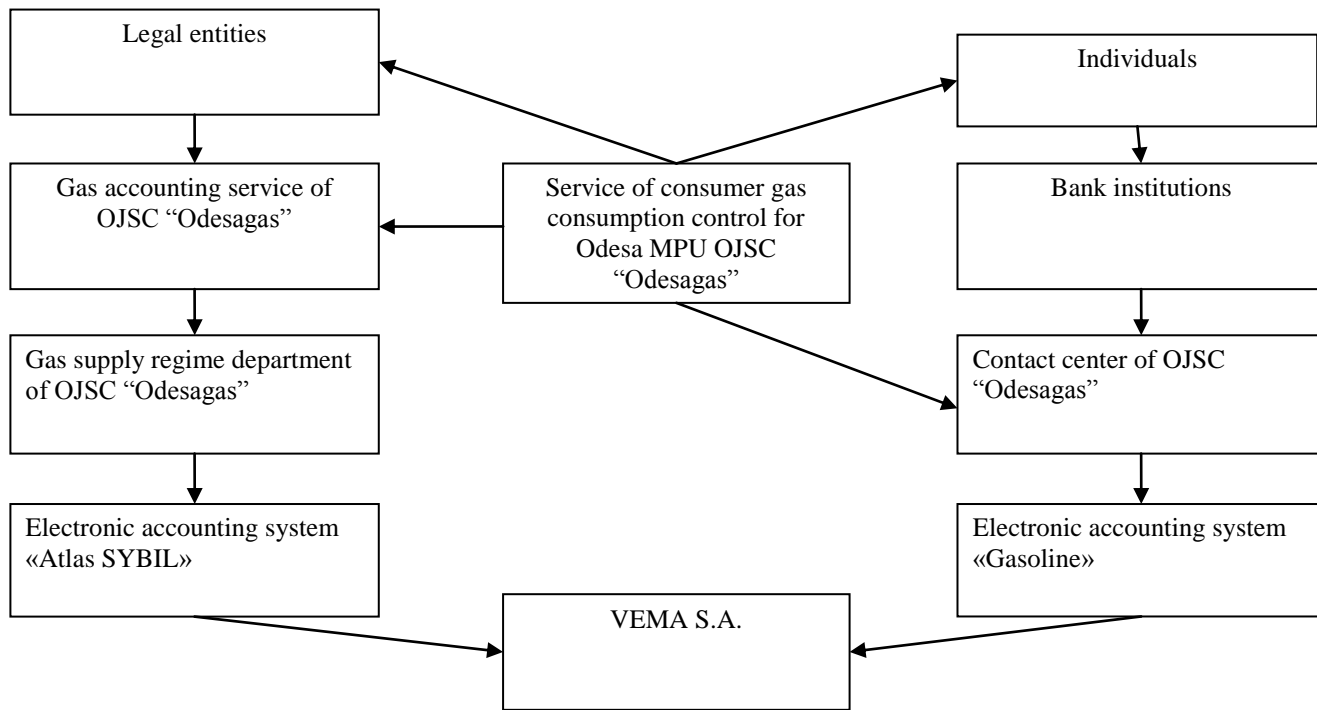 Legal entities
Individuals
Gas accounting service of
OJSC “Odesagas”
Service of consumer gas
consumption control for
Odesa MPU OJSC
“Odesagas”
Bank institutions
Gas supply regime department
of OJSC “Odesagas”
Contact center of OJSC
“Odesagas”
Electronic accounting system
«Atlas SYBIL»
Electronic accounting system
«Gasoline»
VEMA S.A.